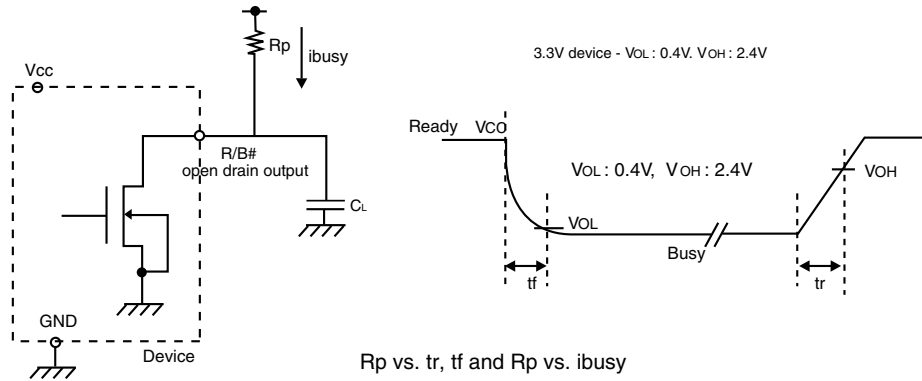 Rp
ibusy
3.3V device - VOL : 0.4V. VOH : 2.4V
Vcc
Ready VCO
R/B#
open drain output
VOL : 0.4V, VOH : 2.4V
VOH
CL
VOL
Busy
tf
tr
GND
Device
Rp vs. tr, tf and Rp vs. ibusy